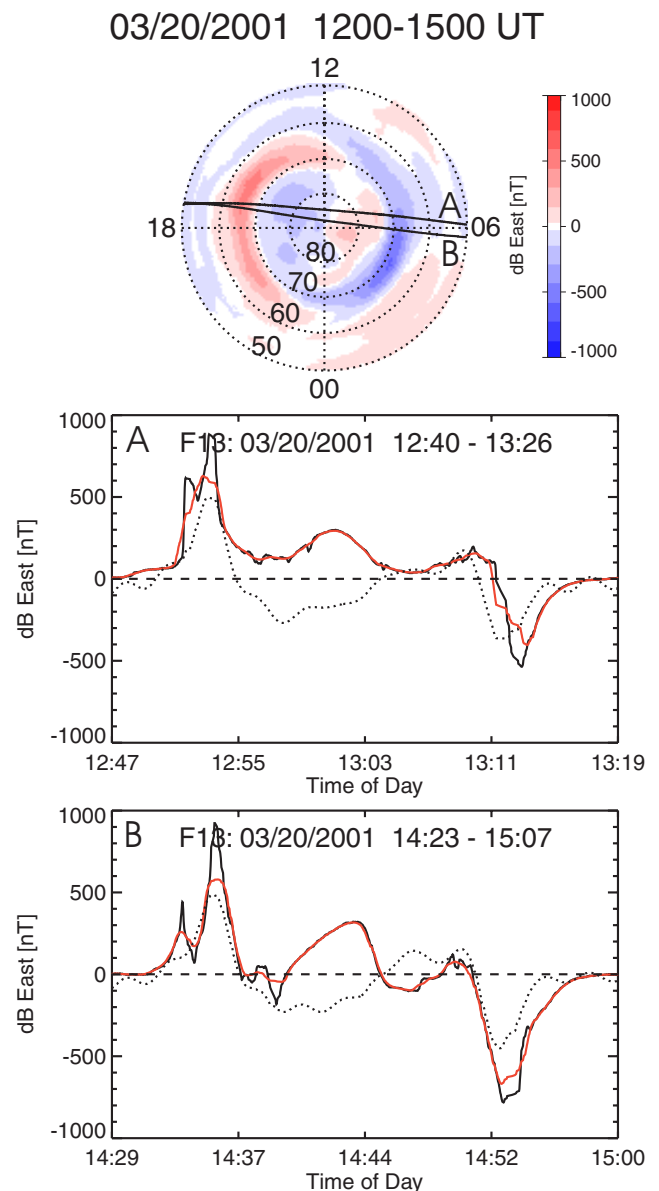 03/20/2001 1200-1500 UT
12
18
06
00
A
B
80
70
60
50
1000
500
0
-500
-1000
dB East [nT]
A F13: 03/20/2001 12:40 - 13:26
1000
500
0
-500
-1000
dB East [nT]
12:47 12:55 13:03 13:11 13:19
Time of Day
B F13: 03/20/2001 14:23 - 15:07
1000
500
0
-500
-1000
dB East [nT]
14:29 14:37 14:44 14:52 15:00
Time of Day